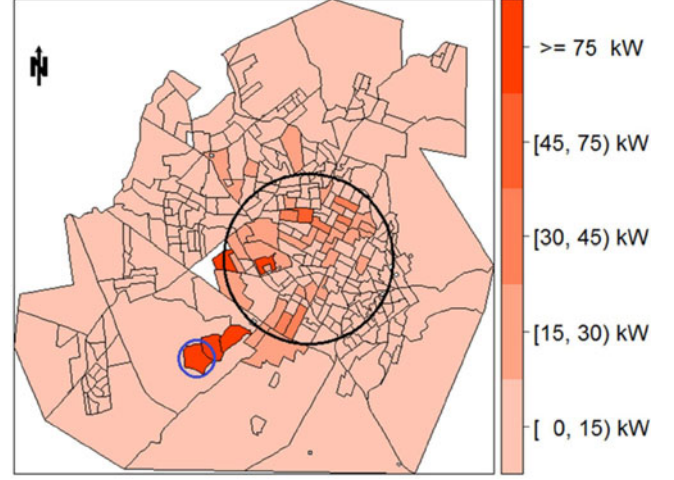 N
>= 75 kW
[45, 75) kW
[30, 45) kW
[15, 30) kW
[ 0, 15) kW